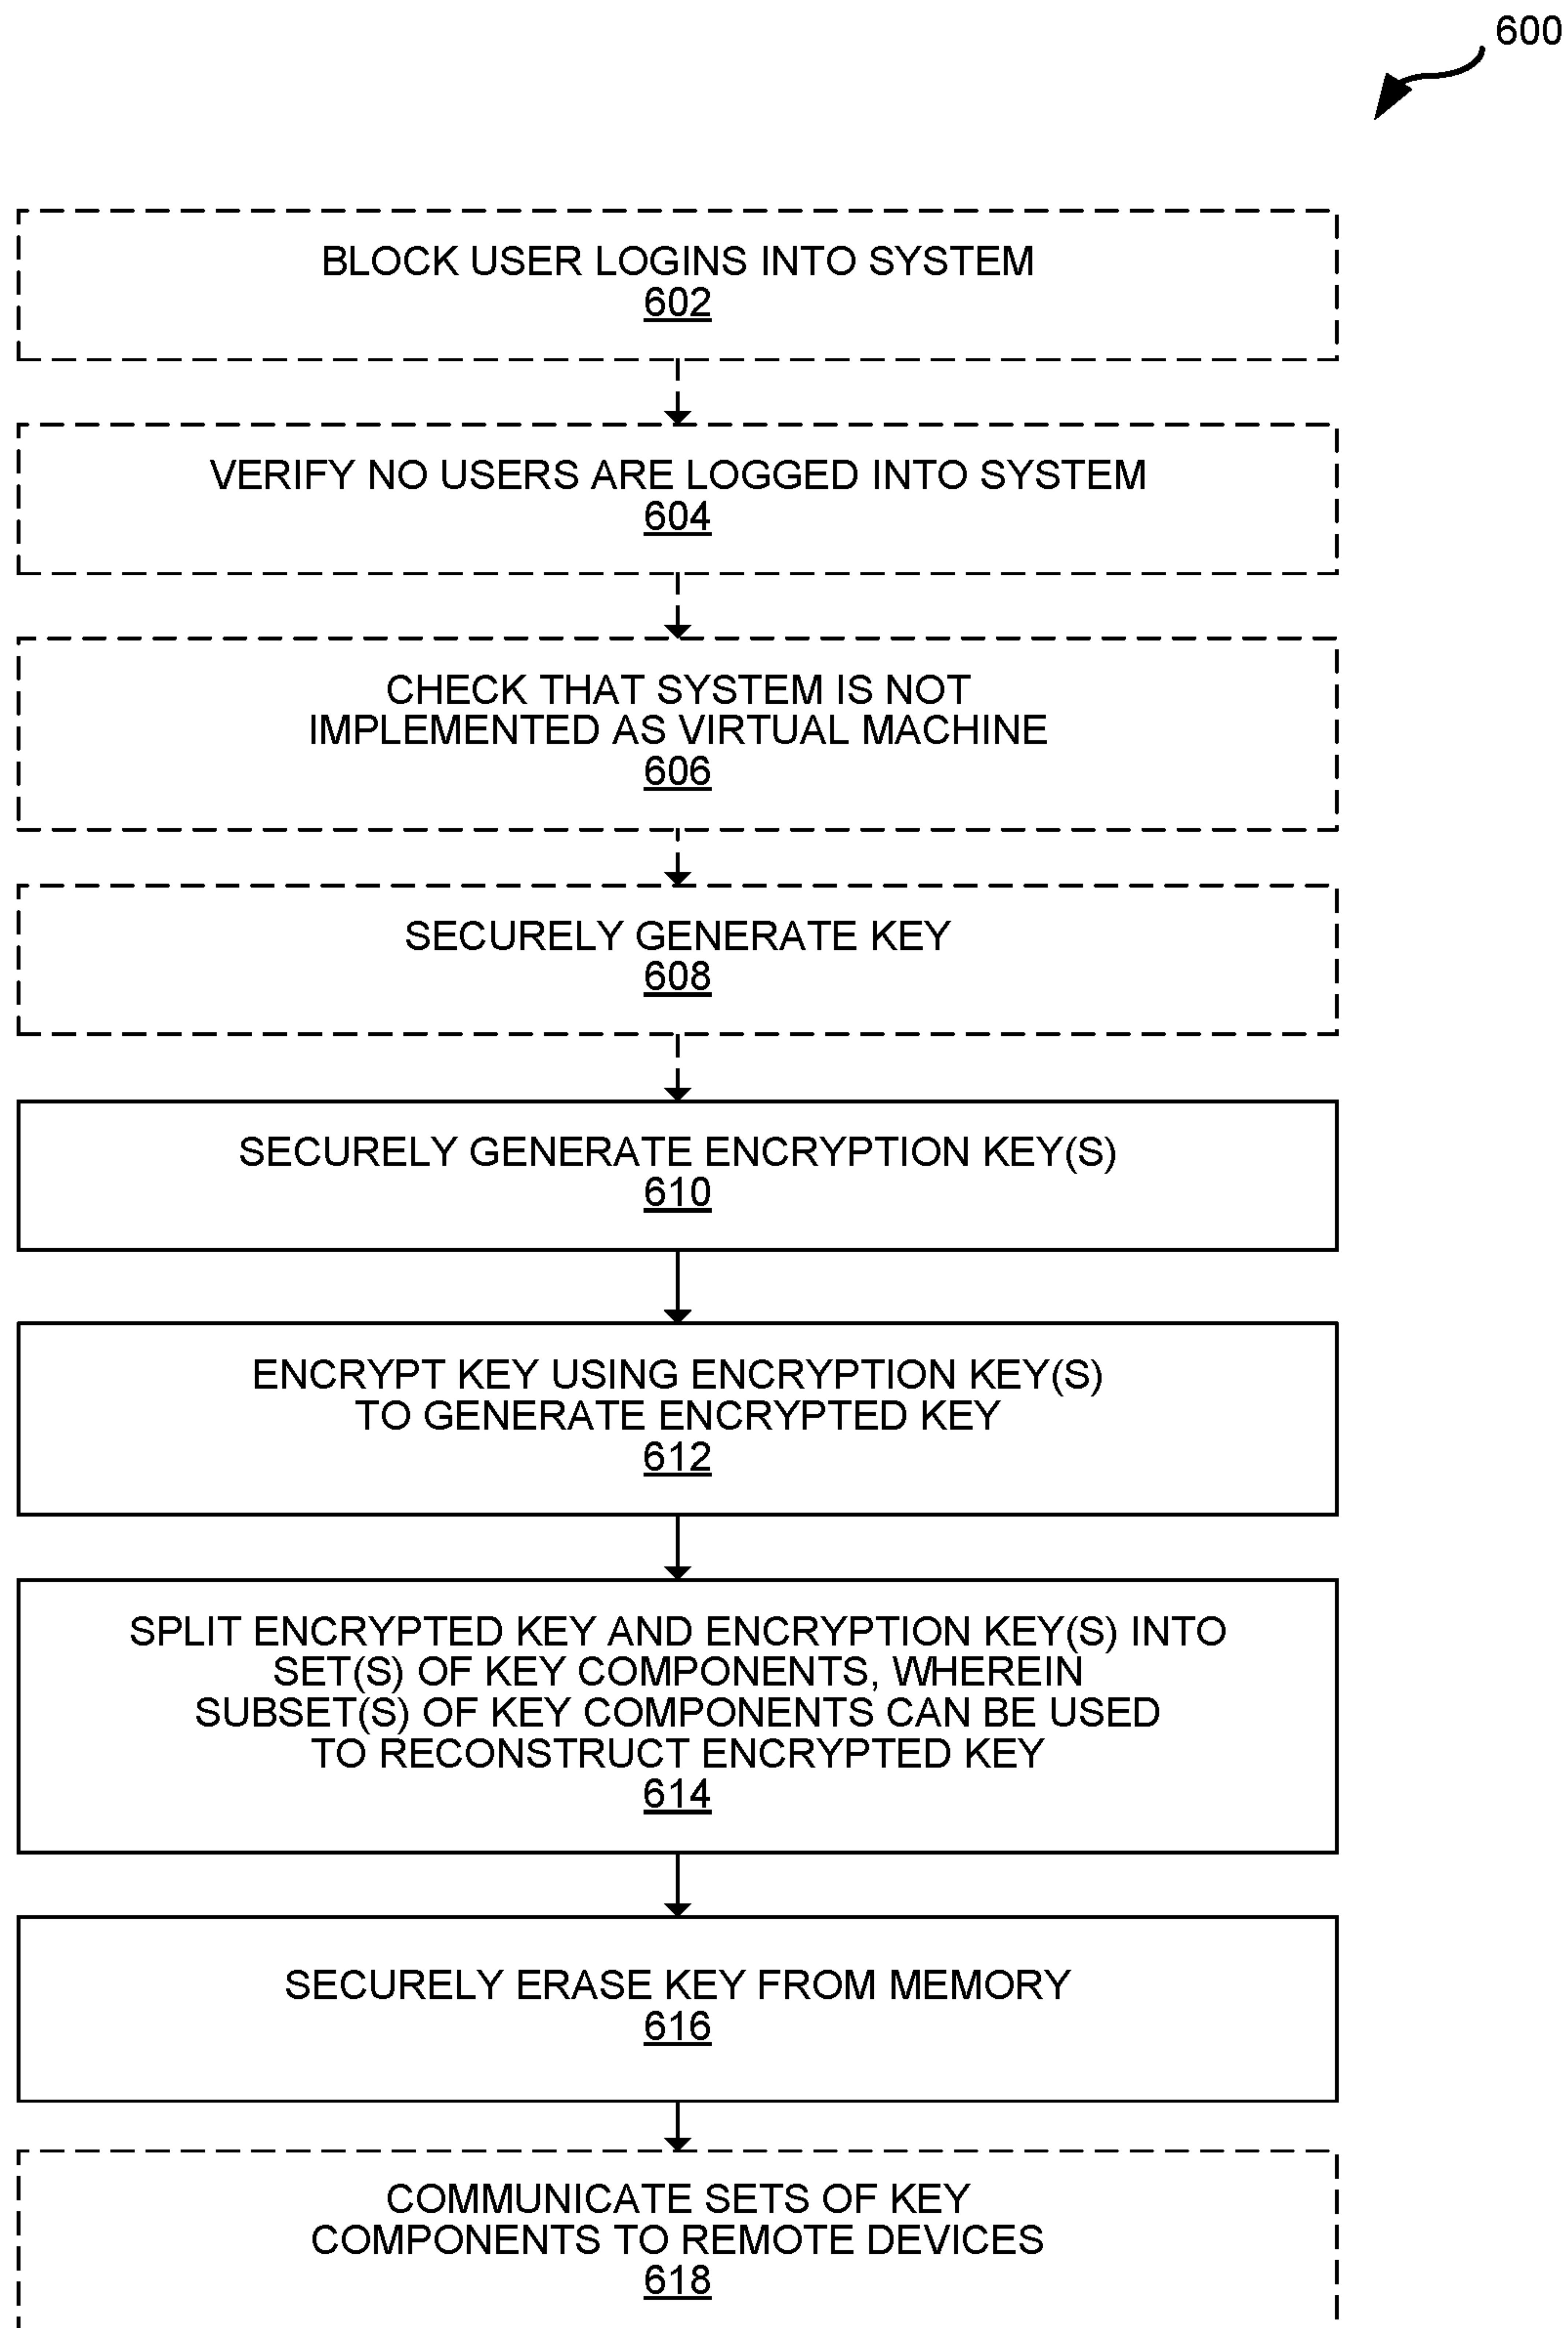 600
BLOCK USER LOGINS INTO SYSTEM
602
VERIFY NO USERS ARE LOGGED INTO SYSTEM
604
CHECK THAT SYSTEM IS NOT
IMPLEMENTED AS VIRTUAL MACHINE
606
SECURELY GENERATE KEY
608
SECURELY GENERATE ENCRYPTION KEY(S)
610
ENCRYPT KEY USING ENCRYPTION KEY(S)
TO GENERATE ENCRYPTED KEY
612
SPLIT ENCRYPTED KEY AND ENCRYPTION KEY(S) INTO
SET(S) OF KEY COMPONENTS, WHEREIN
SUBSET(S) OF KEY COMPONENTS CAN BE USED
TO RECONSTRUCT ENCRYPTED KEY
614
SECURELY ERASE KEY FROM MEMORY
616
COMMUNICATE SETS OF KEY
COMPONENTS TO REMOTE DEVICES
618